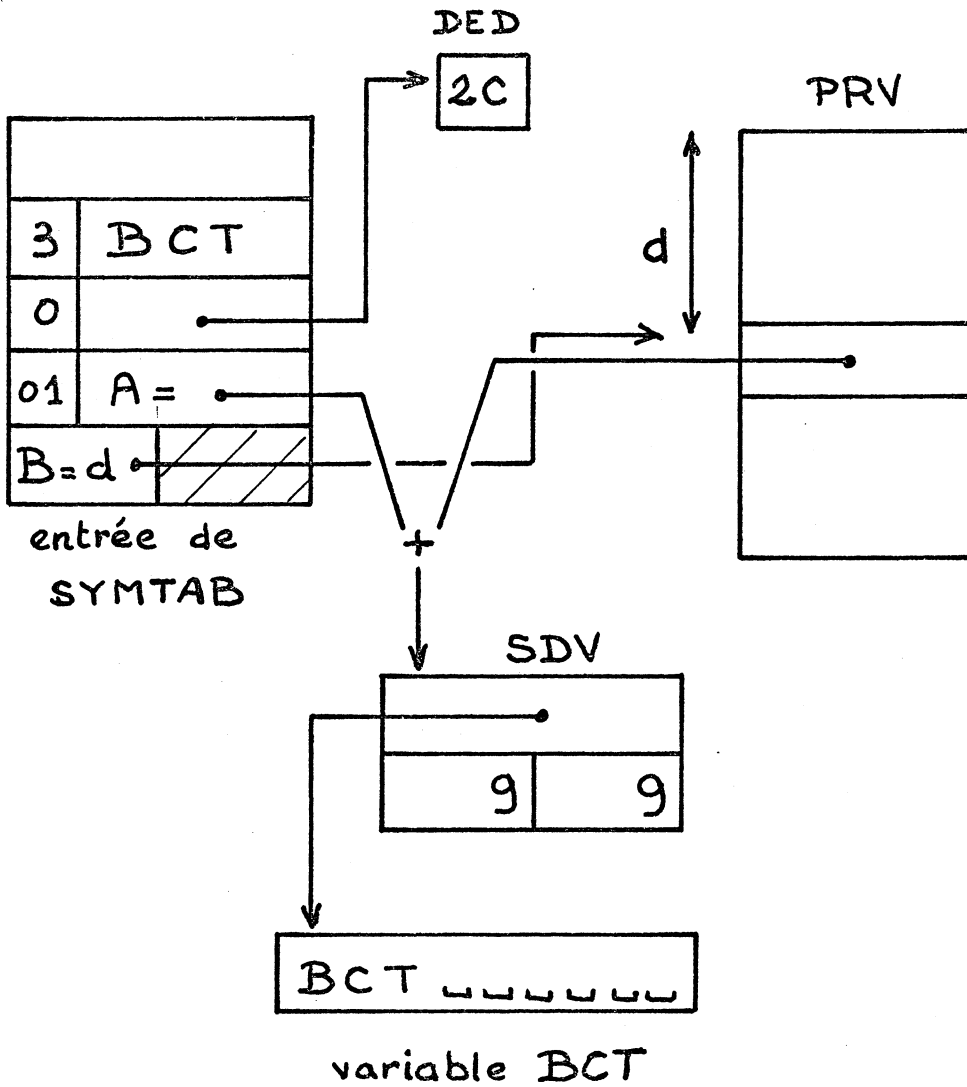 DED
2C
PRV
3 BCT
d
0
01 A =
B = d
entrée de
SYMTAB
+
SDV
9 9
BCT ␣␣␣␣␣␣
variable BCT